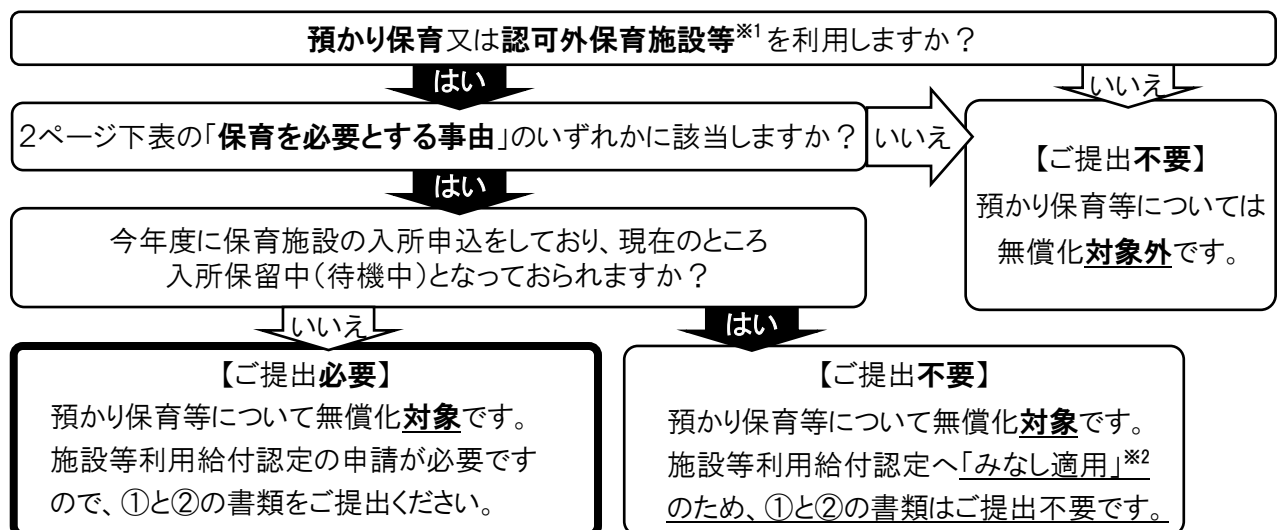 預かり保育又は認可外保育施設等※1を利用しますか？
はい
いいえ
2ページ下表の「保育を必要とする事由」のいずれかに該当しますか？
いいえ
【ご提出不要】
預かり保育等については
無償化対象外です。
はい
今年度に保育施設の入所申込をしており、現在のところ
入所保留中（待機中）となっておられますか？
いいえ
はい
【ご提出必要】
預かり保育等について無償化対象です。
施設等利用給付認定の申請が必要です
ので、①と②の書類をご提出ください。
【ご提出不要】
預かり保育等について無償化対象です。
施設等利用給付認定へ「みなし適用」※2
のため、①と②の書類はご提出不要です。